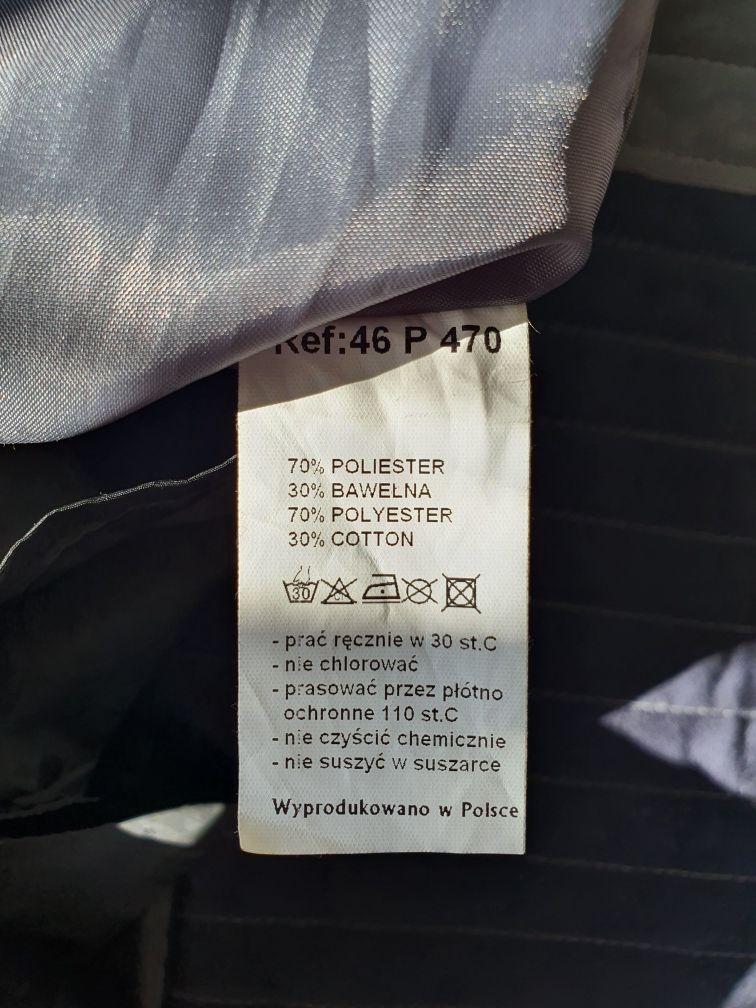 Ref:46 P 470
70% POLIESTER
30% BAWEŁNA
70% POLYESTER
30% COTTON
30 Cl
- prać ręcznie w 30 st.C
- nie chlorować
- prasować przez płótno
ochronne 110 st.C
- nie czyścić chemicznie
- nie suszyć w suszarce
Wyprodukowano w Polsce